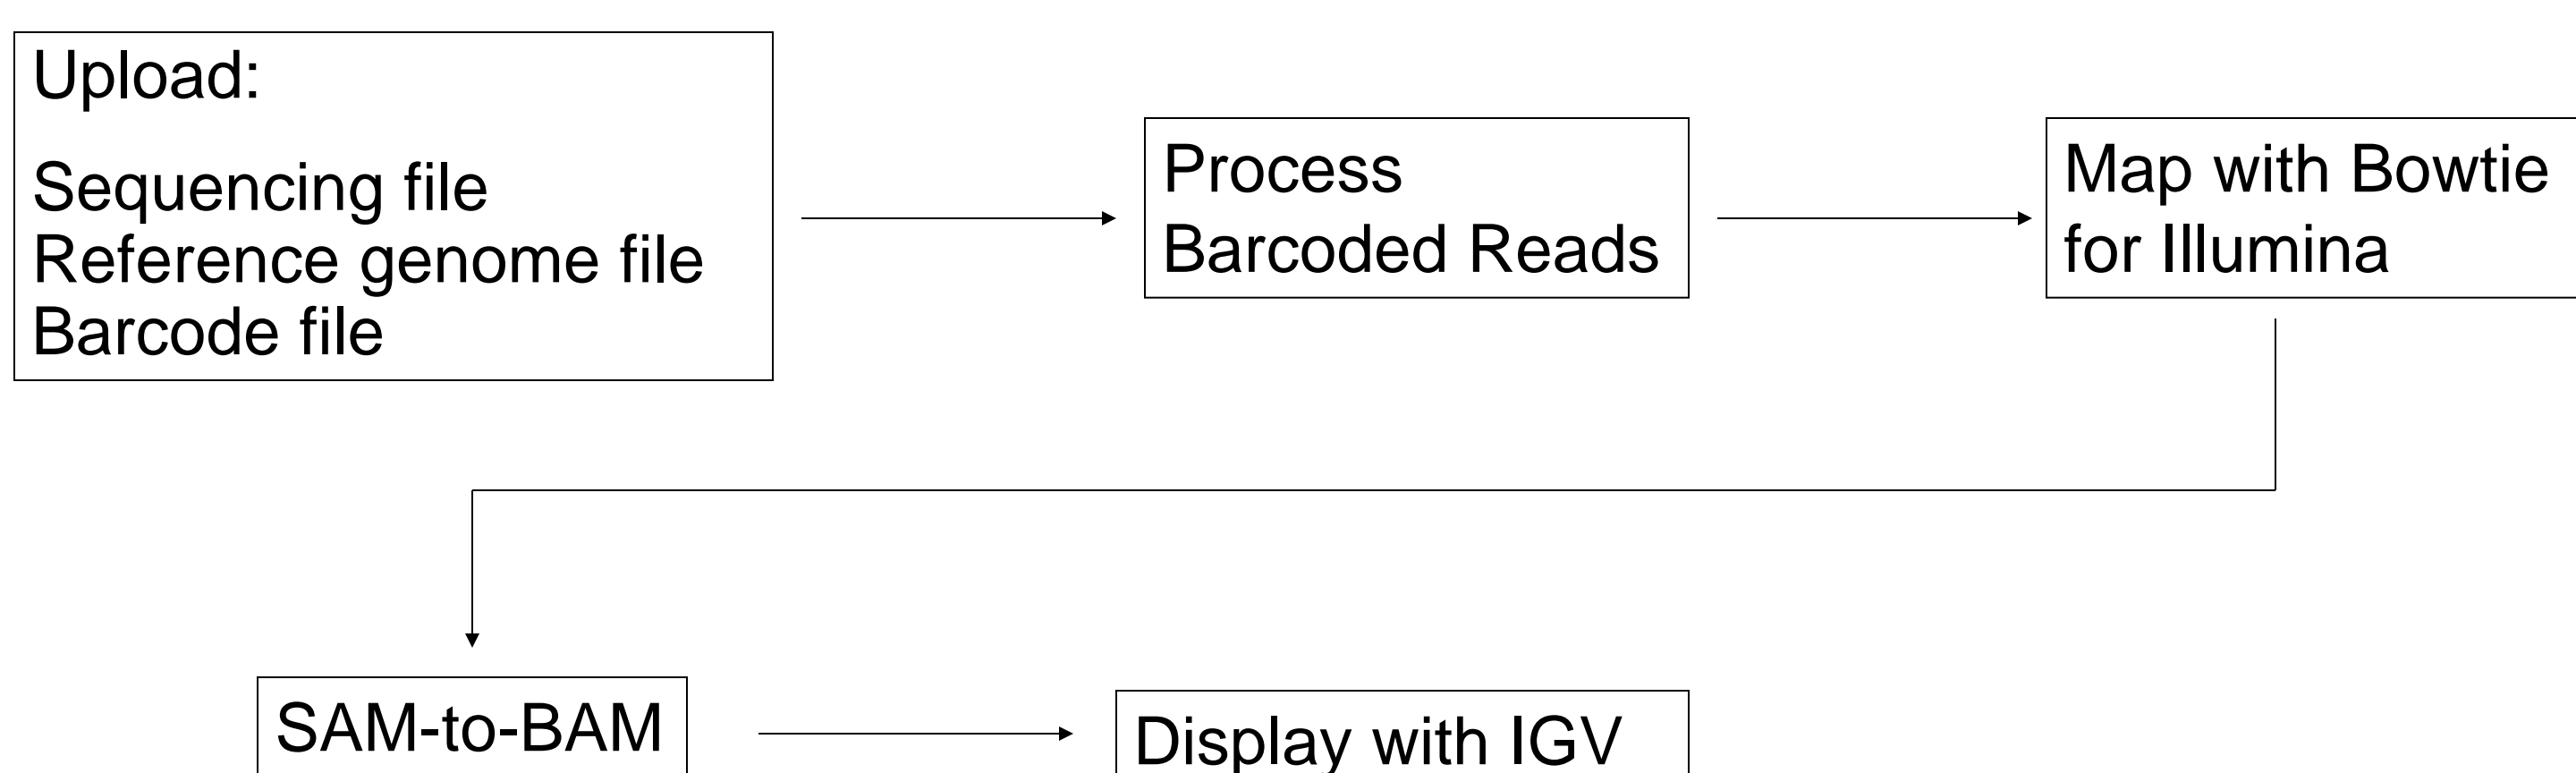 Upload:
Sequencing file
Reference genome file
Barcode file
Process
Barcoded Reads
Map with Bowtie
for Illumina
SAM-to-BAM
Display with IGV